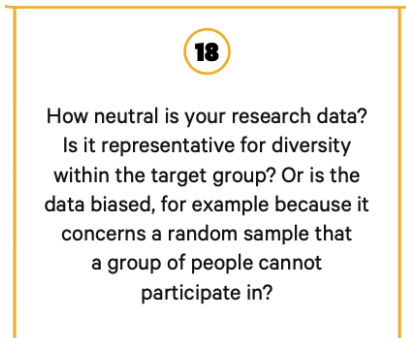 18
How neutral is your research data?
Is it representative for diversity
within the target group? Or is the
data biased, for example because it
concerns a random sample that
a group of people cannot
participate in?